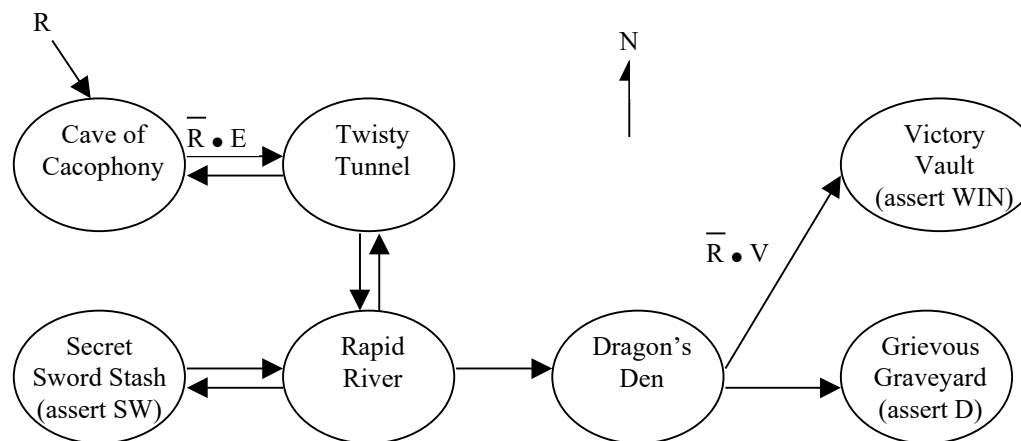 R
N
Cave of
Cacophony
R̅ • E
Twisty
Tunnel
Victory
Vault
(assert WIN)
R̅ • V
Secret
Sword Stash
(assert SW)
Rapid
River
Dragon’s
Den
Grievous
Graveyard
(assert D)